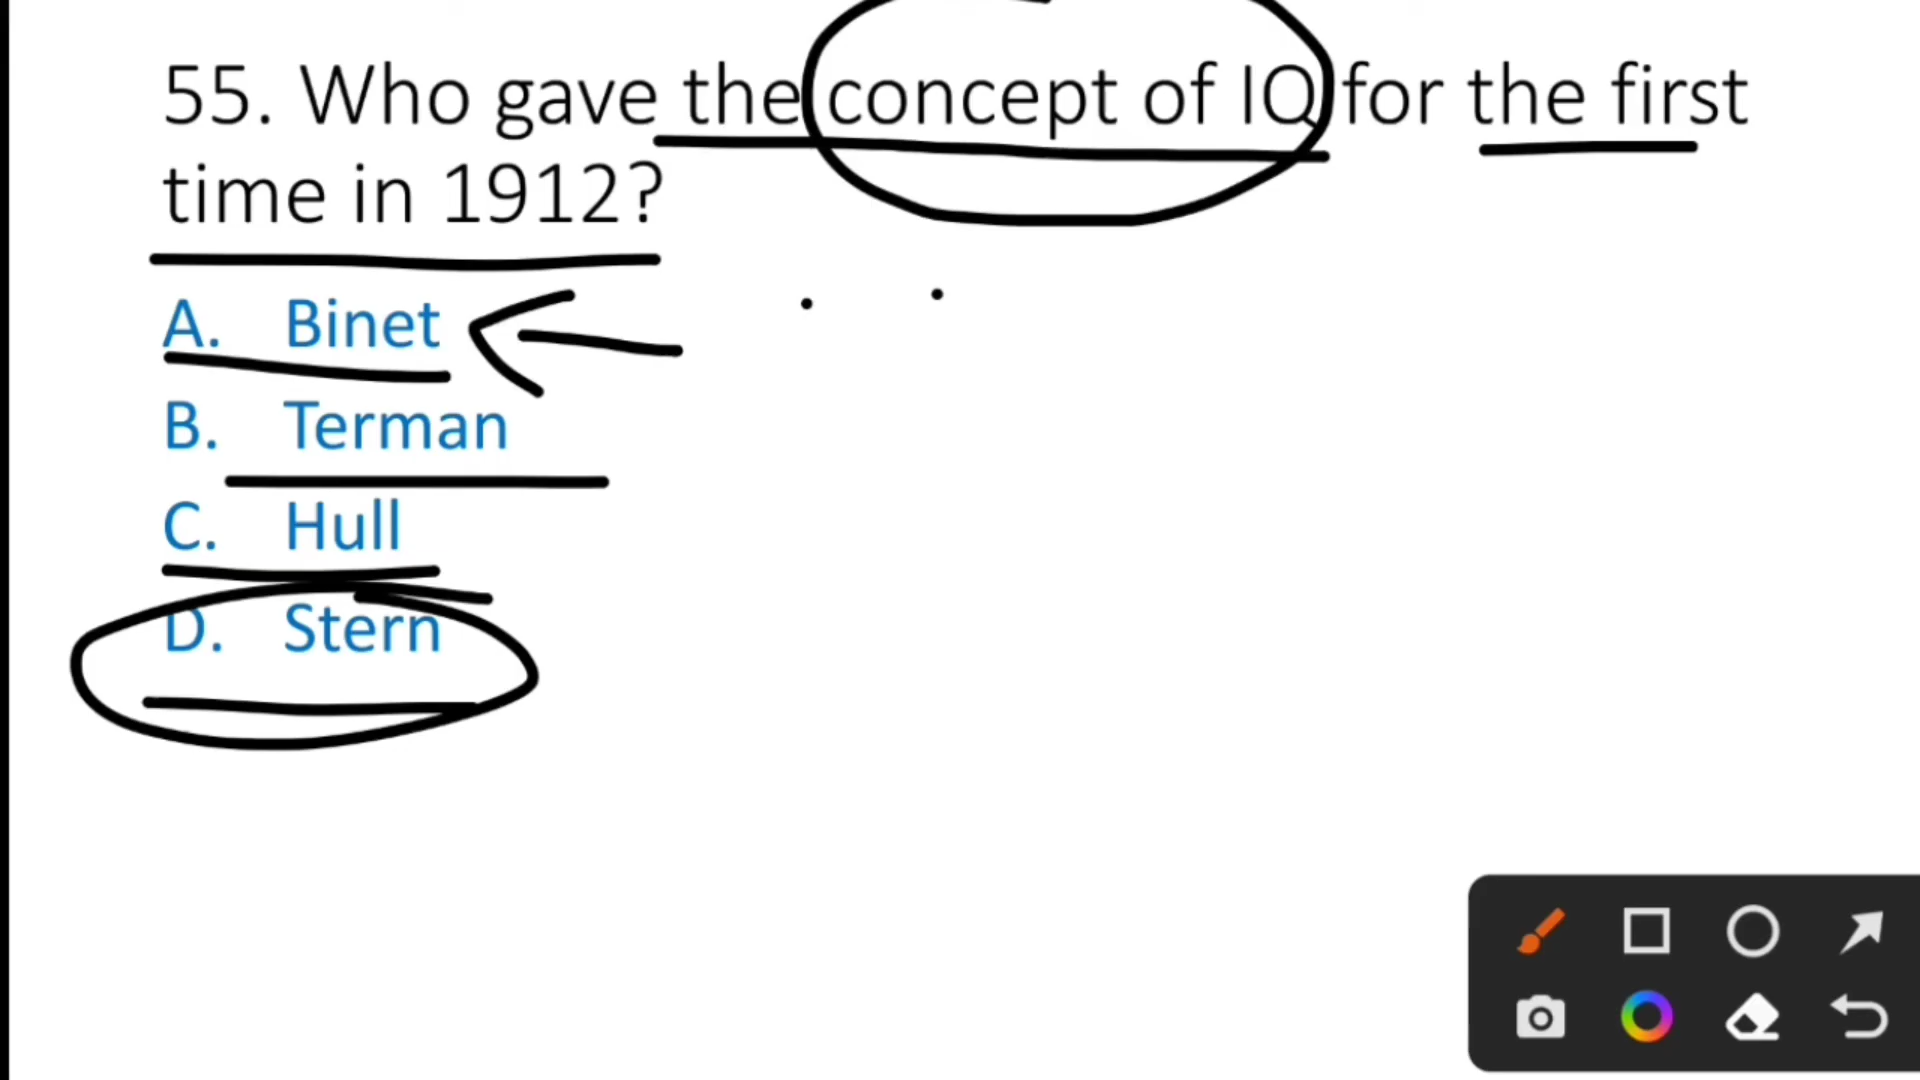 55. Who gave the concept of IQ for the first
time in 1912?
A. Binet
B. Terman
C. Hull
D. Stern